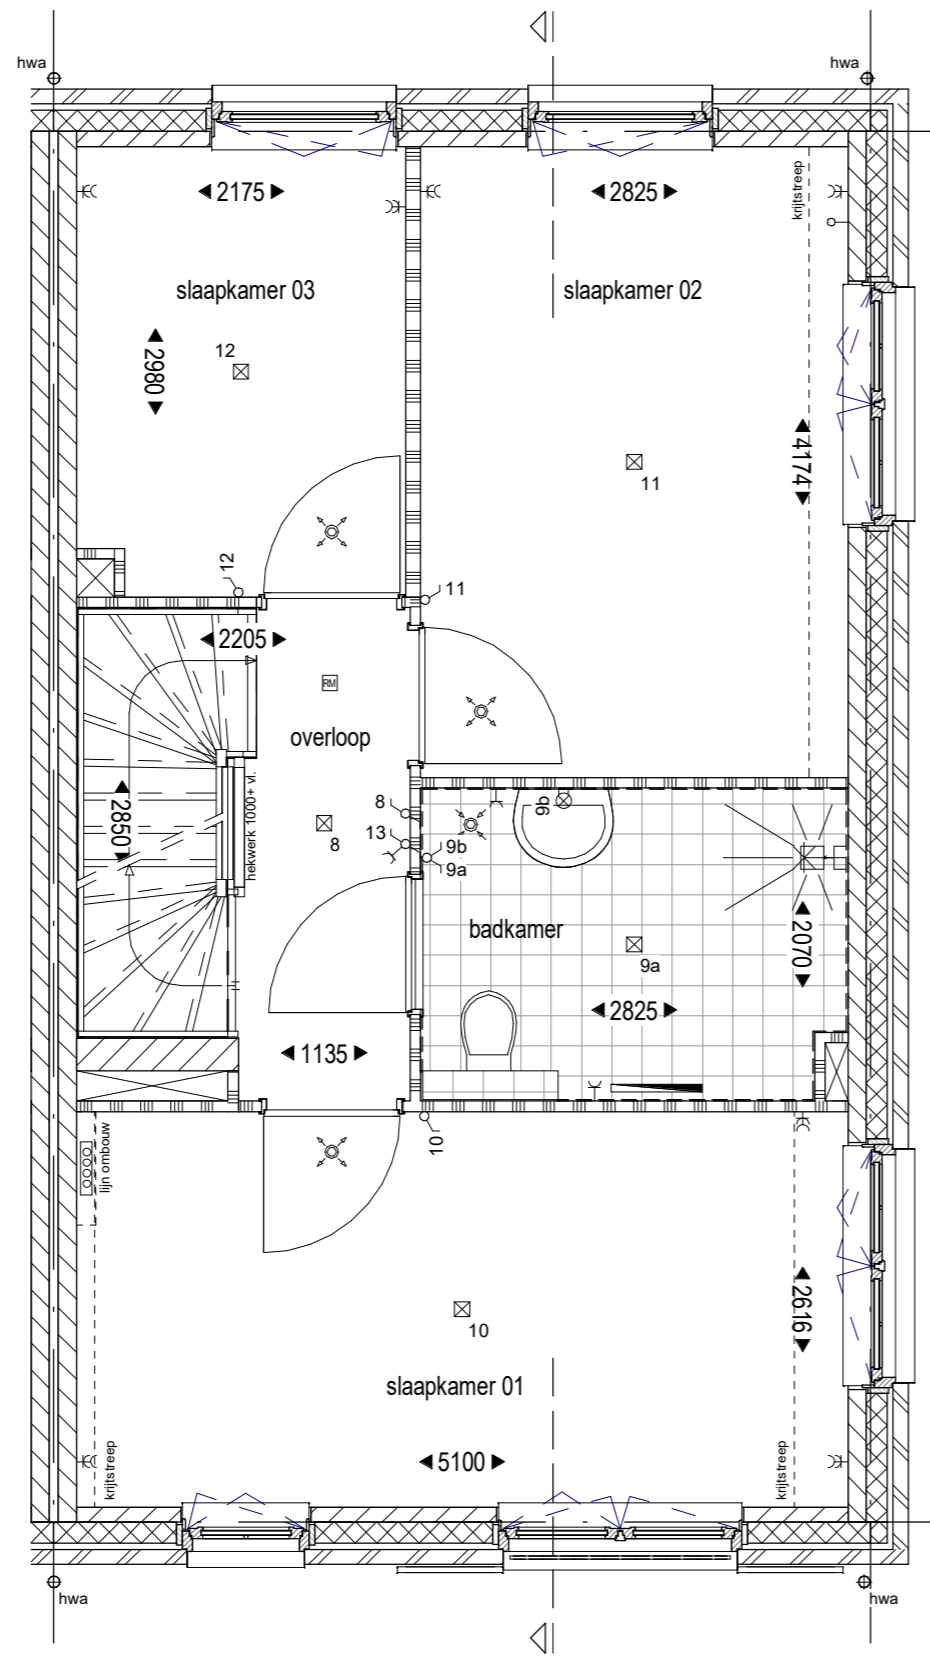 hwa
hwa
2175
2825
krijtstreep
slaapkamer 03
slaapkamer 02
12
2980
4174
11
12
11
2205
RM
overloop
hekwerk 1000+ vl.
2850
8
8
13
9b
9a
9b
badkamer
9a
2070
2825
1135
10
lijn ombouw
2616
10
slaapkamer 01
krijtstreep
5100
krijtstreep
hwa
hwa